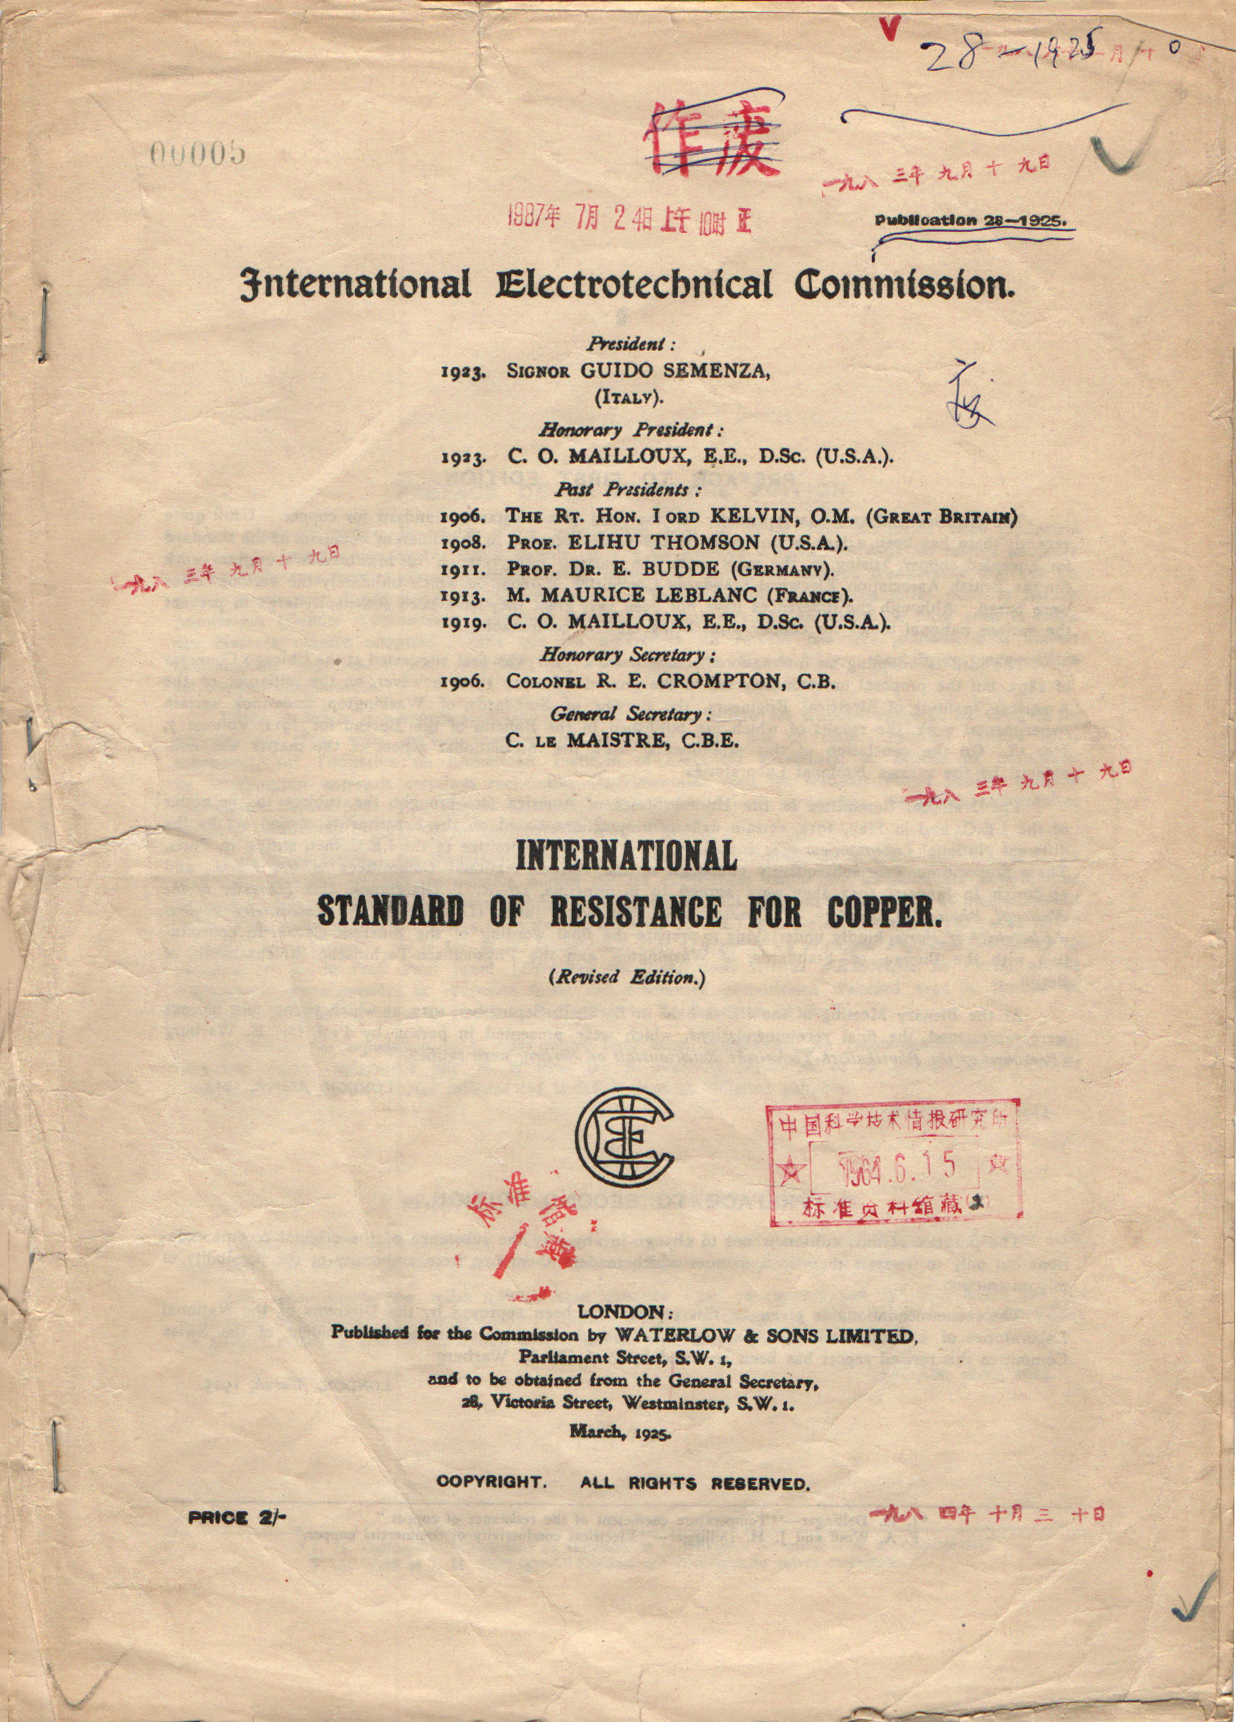 28-1925
作废
00005
一九八三年九月十九日
1987年 7月 24日 上午 10时 正
Publication 28—1925.
International Electrotechnical Commission.
President :
1923. SIGNOR GUIDO SEMENZA,
(ITALY).
Honorary President :
1923. C. O. MAILLOUX, E.E., D.Sc. (U.S.A.).
Past Presidents :
1906. THE RT. HON. LORD KELVIN, O.M. (GREAT BRITAIN)
1908. PROF. ELIHU THOMSON (U.S.A.).
一九八三年九月十九日
1911. PROF. DR. E. BUDDE (GERMANY).
1913. M. MAURICE LEBLANC (FRANCE).
1919. C. O. MAILLOUX, E.E., D.Sc. (U.S.A.).
Honorary Secretary :
1906. COLONEL R. E. CROMPTON, C.B.
General Secretary :
C. LE MAISTRE, C.B.E.
一九八三年九月十九日
INTERNATIONAL
STANDARD OF RESISTANCE FOR COPPER.
(Revised Edition.)
IEC
中国科学技术情报研究所
1964.6.15
标准资料馆藏
标准馆藏
LONDON:
Published for the Commission by WATERLOW & SONS LIMITED,
Parliament Street, S.W. 1,
and to be obtained from the General Secretary,
28, Victoria Street, Westminster, S.W. 1.
March, 1925.
COPYRIGHT. ALL RIGHTS RESERVED.
PRICE 2/-
一九八四年十月三十日